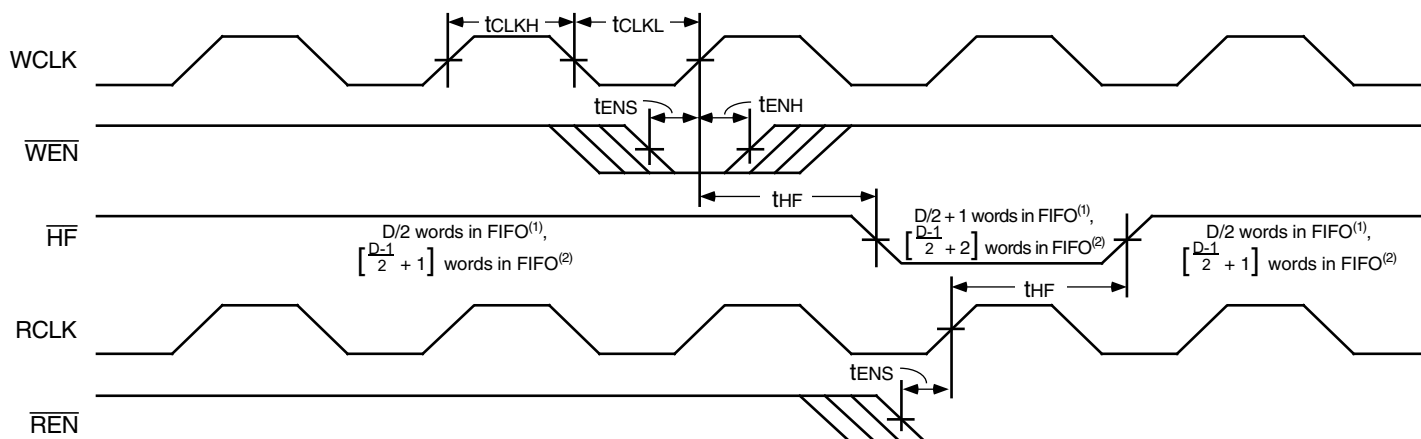 tCLKH
tCLKL
WCLK
tENS
tENH
WEN
tHF
HF
D/2 words in FIFO(1),
[D-1/2 + 1] words in FIFO(2)
D/2 + 1 words in FIFO(1),
[D-1/2 + 2] words in FIFO(2)
D/2 words in FIFO(1),
[D-1/2 + 1] words in FIFO(2)
tHF
RCLK
tENS
REN